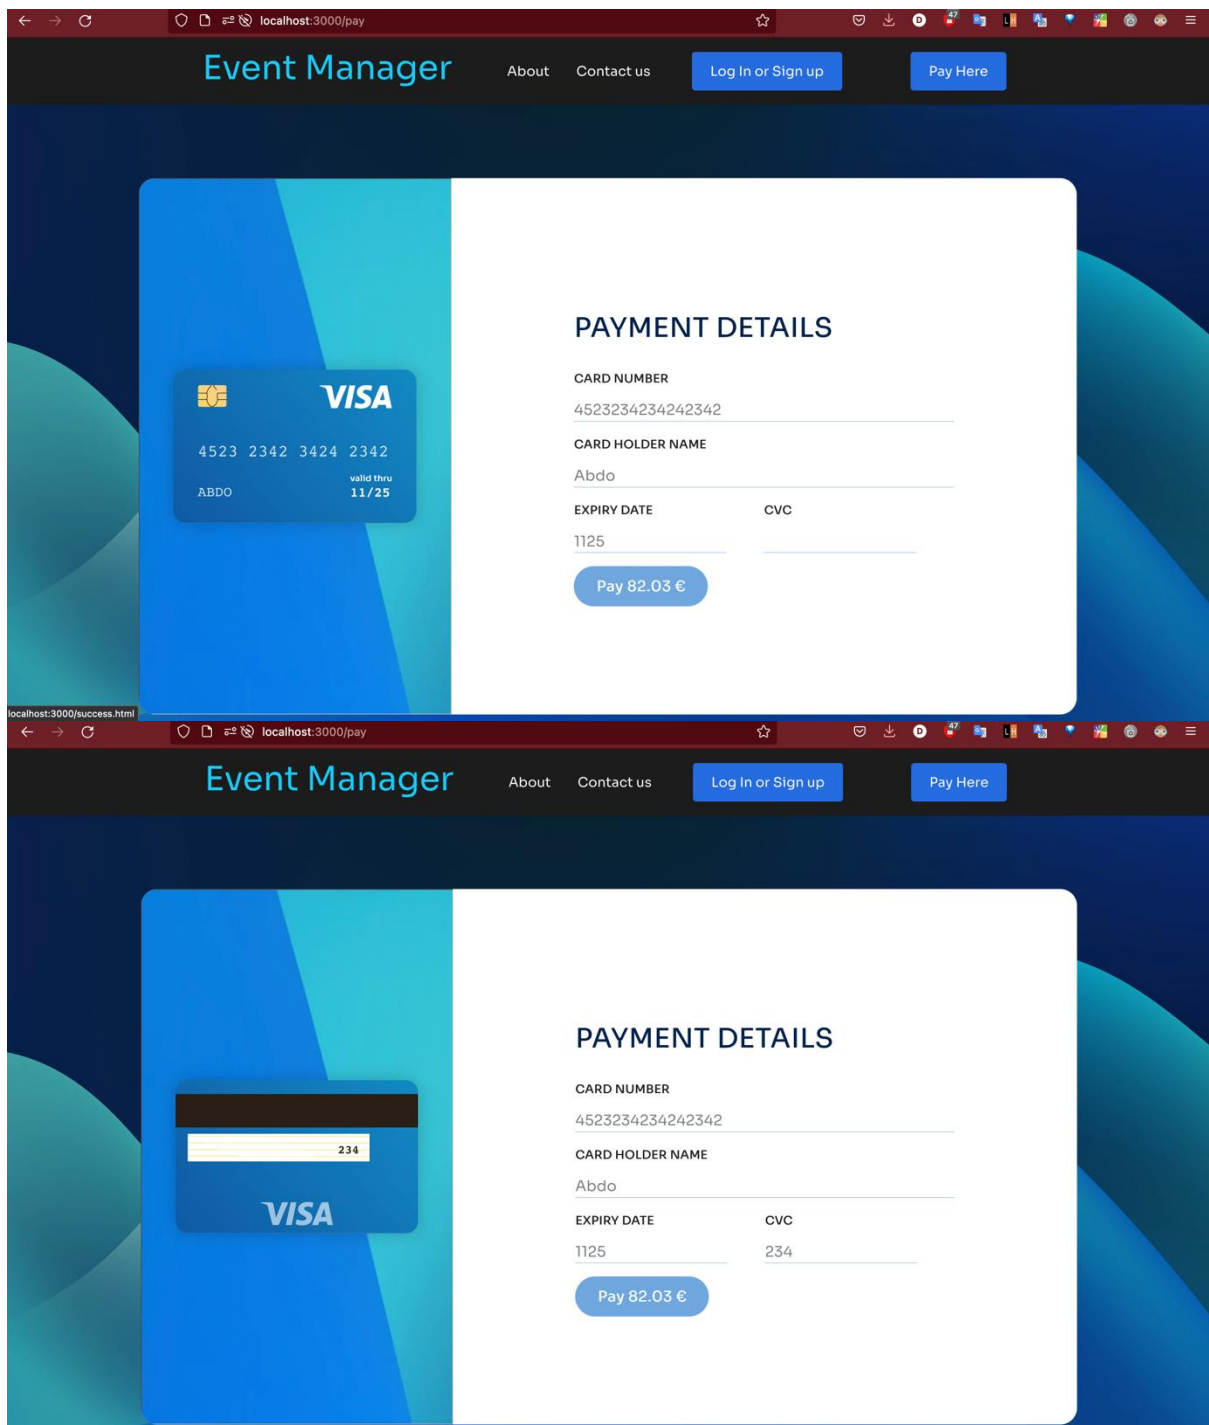 localhost:3000/pay
47
Event Manager
About
Contact us
Log In or Sign up
Pay Here
PAYMENT DETAILS
CARD NUMBER
4523234234242342
CARD HOLDER NAME
Abdo
EXPIRY DATE
CVC
1125
Pay 82.03 €
VISA
4523 2342 3424 2342
valid thru
ABDO
11/25
localhost:3000/success.html
localhost:3000/pay
47
Event Manager
About
Contact us
Log In or Sign up
Pay Here
PAYMENT DETAILS
CARD NUMBER
4523234234242342
CARD HOLDER NAME
Abdo
EXPIRY DATE
CVC
1125
234
Pay 82.03 €
234
VISA